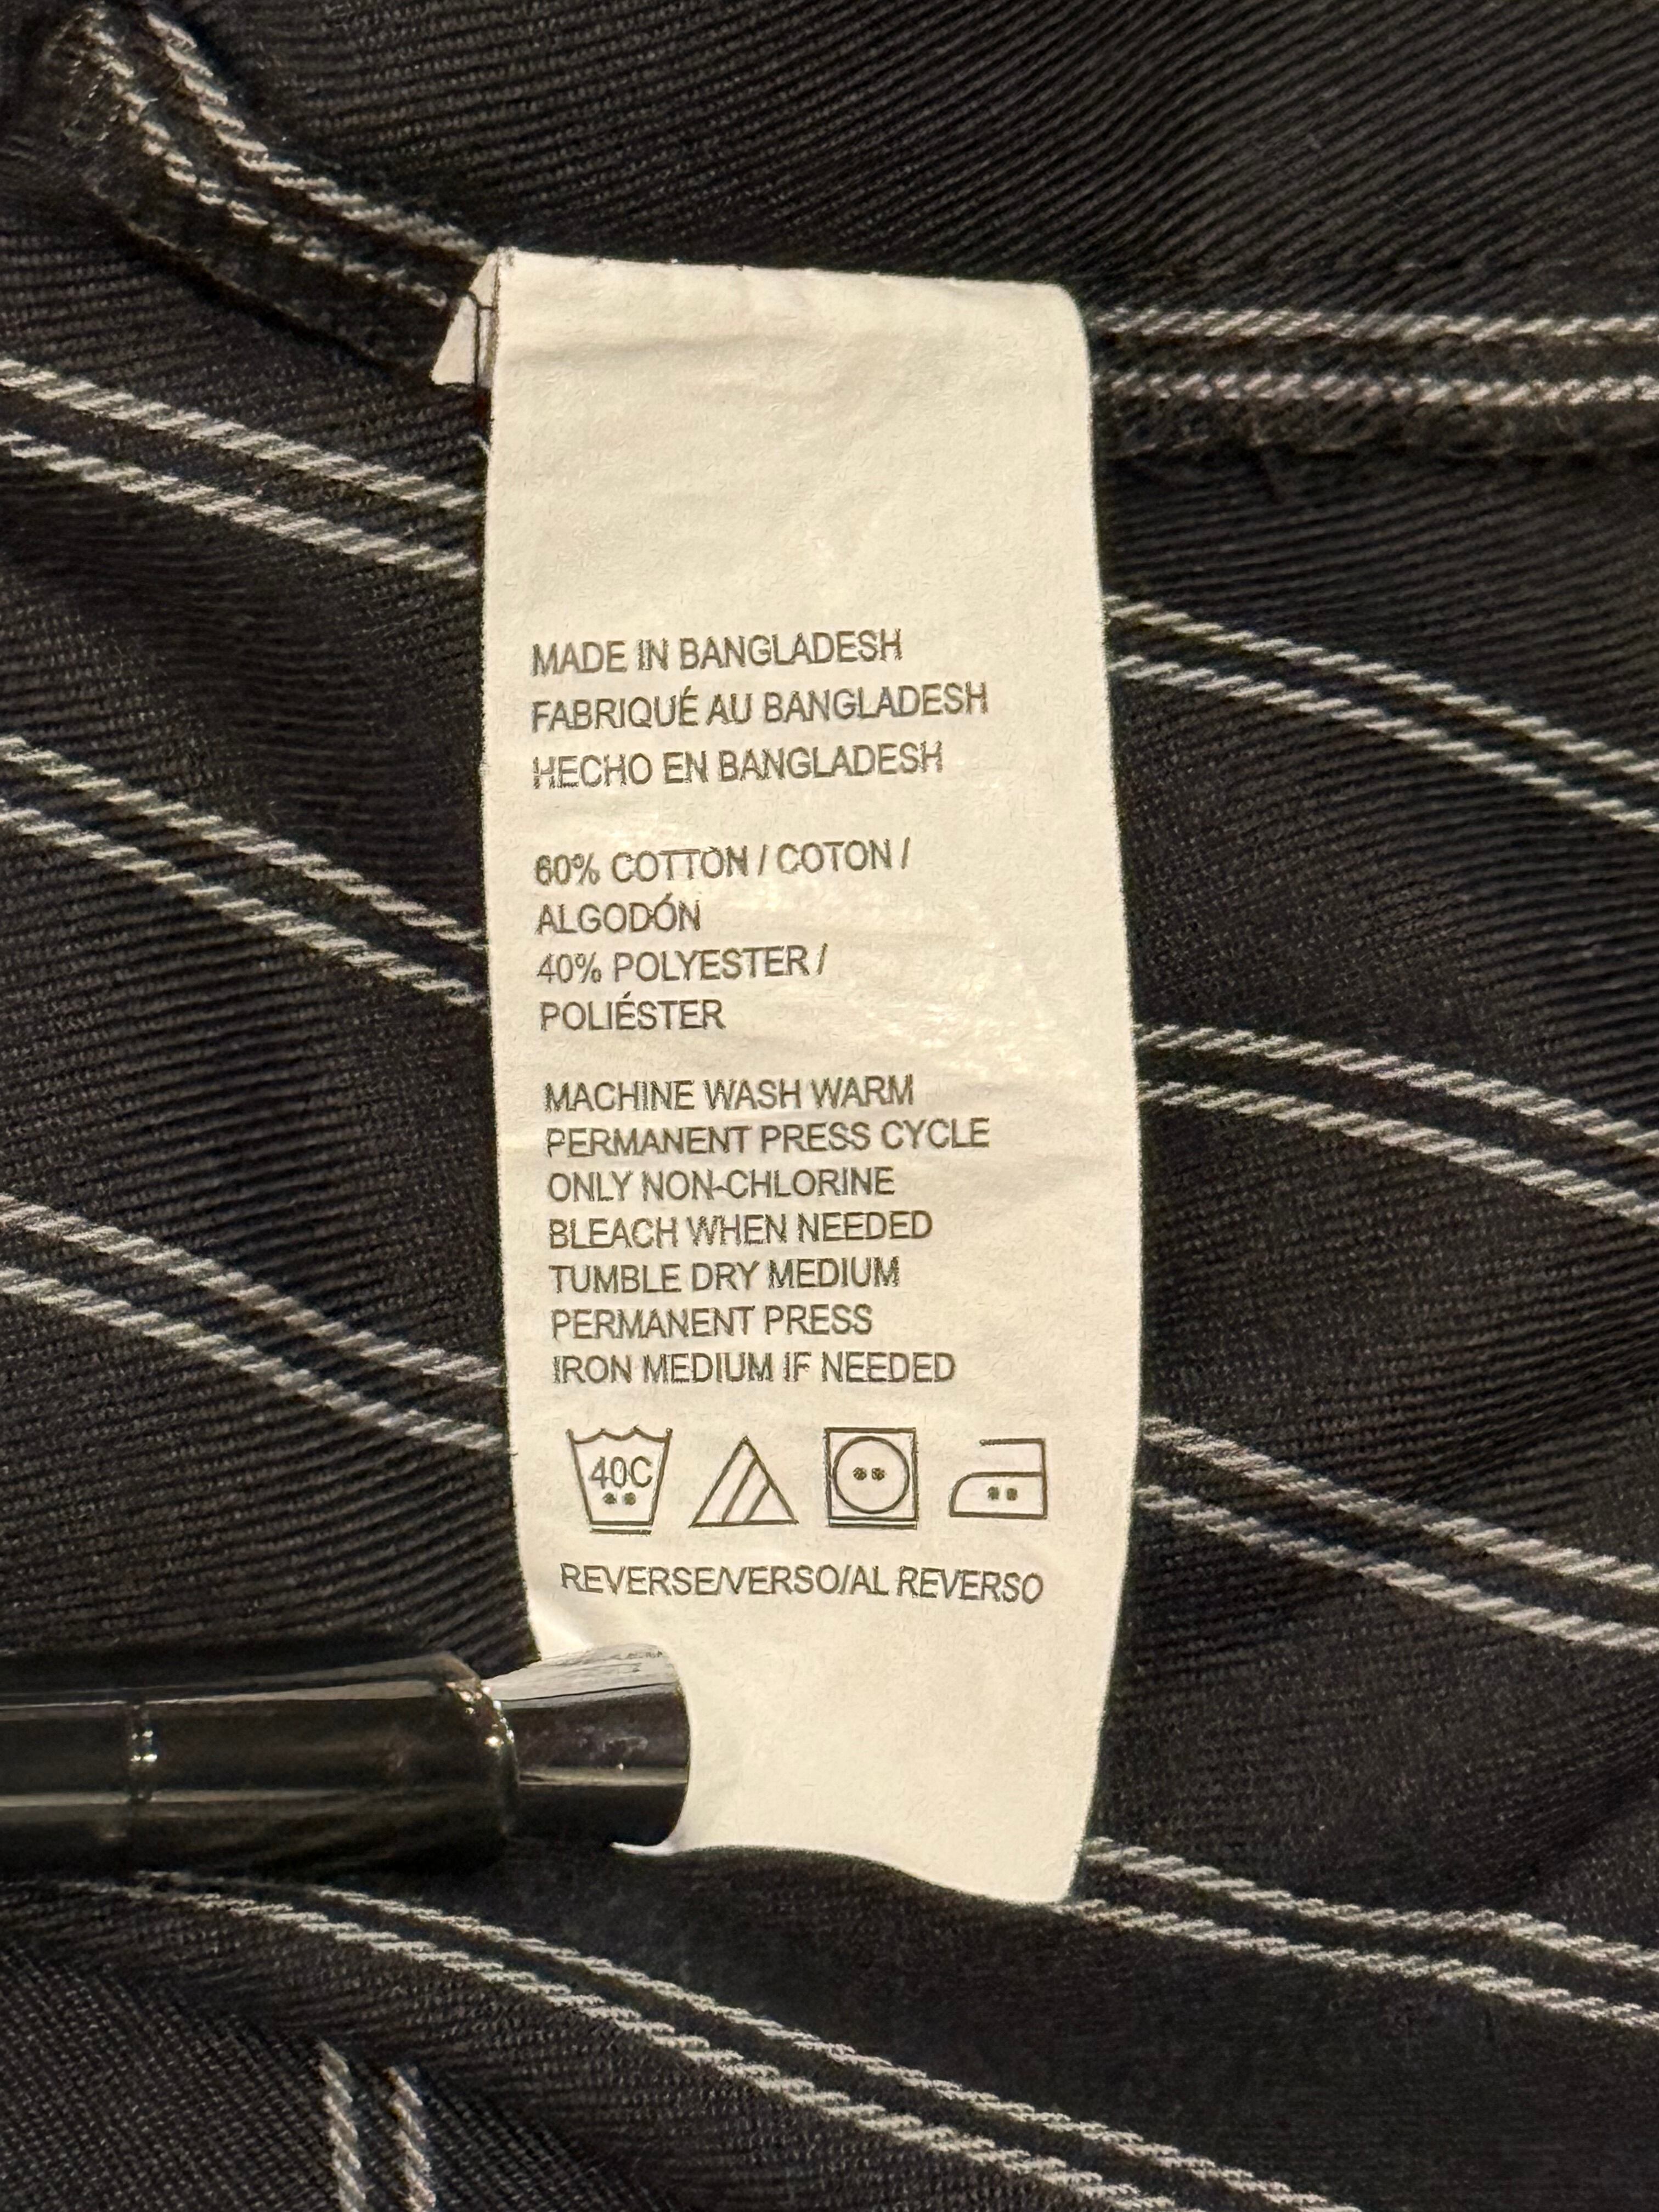 MADE IN BANGLADESH
FABRIQUÉ AU BANGLADESH
HECHO EN BANGLADESH
60% COTTON / COTON /
ALGODÓN
40% POLYESTER /
POLIÉSTER
MACHINE WASH WARM
PERMANENT PRESS CYCLE
ONLY NON-CHLORINE
BLEACH WHEN NEEDED
TUMBLE DRY MEDIUM
PERMANENT PRESS
IRON MEDIUM IF NEEDED
40C
REVERSE/VERSO/AL REVERSO